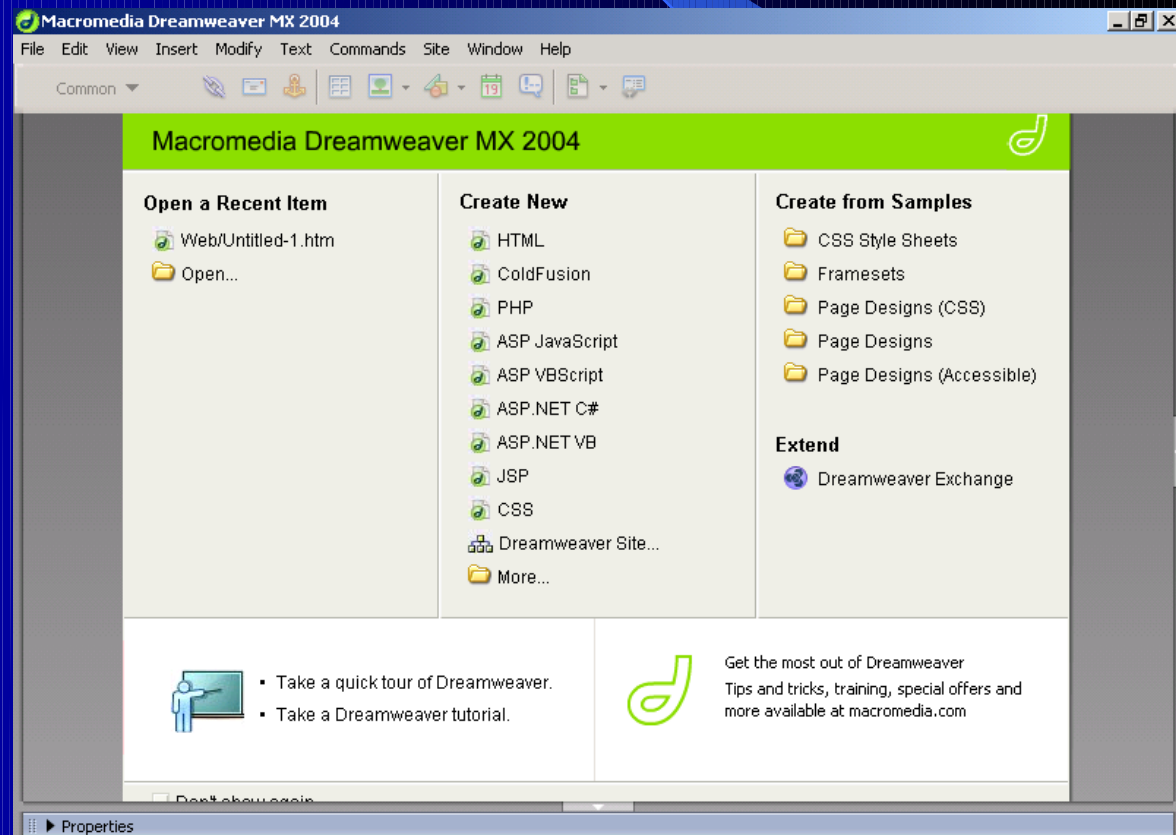 Macromedia Dreamweaver MX 2004
File Edit View Insert Modify Text Commands Site Window Help
Common
19
Macromedia Dreamweaver MX 2004
Open a Recent Item
Web/Untitled-1.htm
Open...
Create New
HTML
ColdFusion
PHP
ASP JavaScript
ASP VBScript
ASP.NET C#
ASP.NET VB
JSP
CSS
Dreamweaver Site...
More...
Create from Samples
CSS Style Sheets
Framesets
Page Designs (CSS)
Page Designs
Page Designs (Accessible)
Extend
Dreamweaver Exchange
▪ Take a quick tour of Dreamweaver.
▪ Take a Dreamweaver tutorial.
Get the most out of Dreamweaver
Tips and tricks, training, special offers and
more available at macromedia.com
Don't show again
Properties